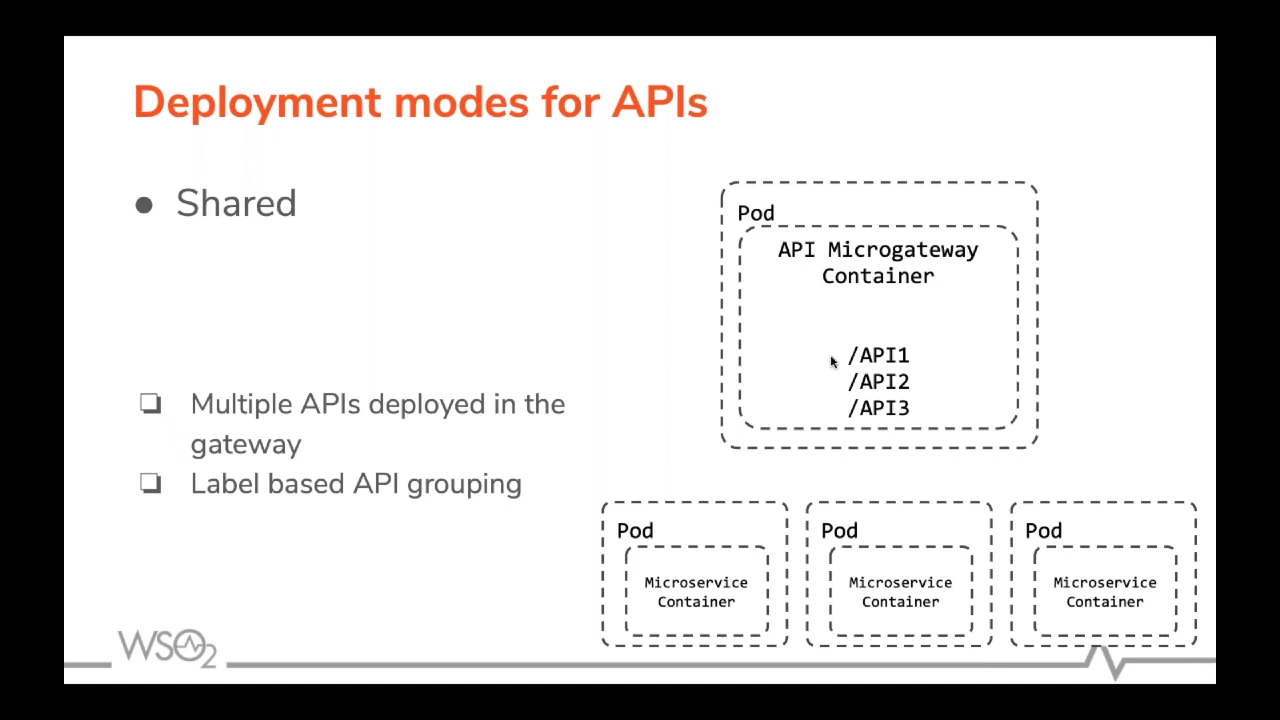 Deployment modes for APIs
● Shared
❑ Multiple APIs deployed in the
gateway
❑ Label based API grouping
Pod
API Microgateway
Container
/API1
/API2
/API3
Pod
Microservice
Container
Pod
Microservice
Container
Pod
Microservice
Container
WSO2